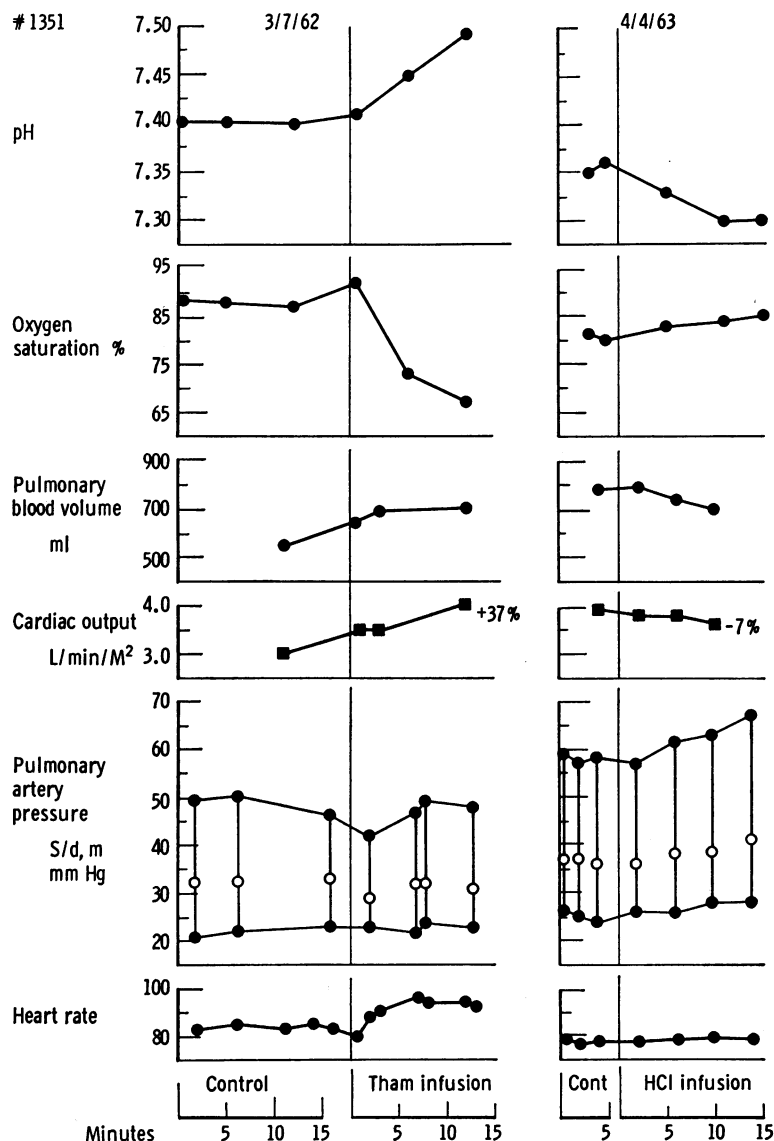 #1351 3/7/62 4/4/63
7.50
7.45
7.40
pH
7.35
7.30
95
85
Oxygen
saturation %
75
65
900
Pulmonary
blood volume
700
ml
500
4.0
Cardiac output
+37%
-7%
L/min/M² 3.0
70
60
Pulmonary
artery
pressure
50
S/d, m
40
mm Hg
30
20
100
Heart rate
80
Control Tham infusion Cont HCl infusion
Minutes 5 10 15 5 10 15 5 5 10 15